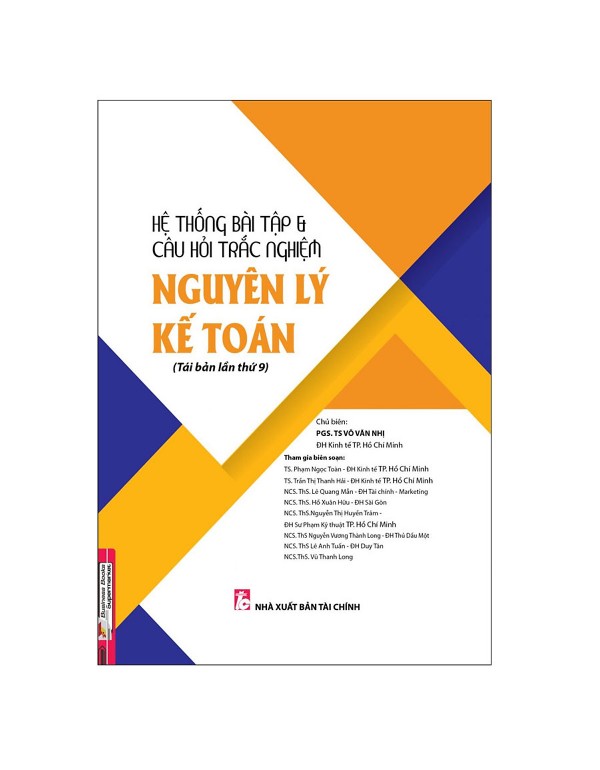 HỆ THỐNG BÀI TẬP &
CÂU HỎI TRẮC NGHIỆM
NGUYÊN LÝ
KẾ TOÁN
(Tái bản lần thứ 9)
Chủ biên:
PGS. TS VÕ VĂN NHỊ
ĐH Kinh tế TP. Hồ Chí Minh
Tham gia biên soạn:
TS. Phạm Ngọc Toàn - ĐH Kinh tế TP. Hồ Chí Minh
TS. Trần Thị Thanh Hải - ĐH Kinh tế TP. Hồ Chí Minh
NCS. ThS. Lê Quang Mẫn - ĐH Tài chính - Marketing
NCS. ThS. Hồ Xuân Hữu - ĐH Sài Gòn
NCS. ThS.Nguyễn Thị Huyền Trâm -
ĐH Sư Phạm Kỹ thuật TP. Hồ Chí Minh
NCS. ThS Nguyễn Vương Thành Long - ĐH Thủ Dầu Một
NCS. ThS Lê Anh Tuấn - ĐH Duy Tân
NCS.ThS. Vũ Thanh Long
NHÀ XUẤT BẢN TÀI CHÍNH
Business Books
Supermarket